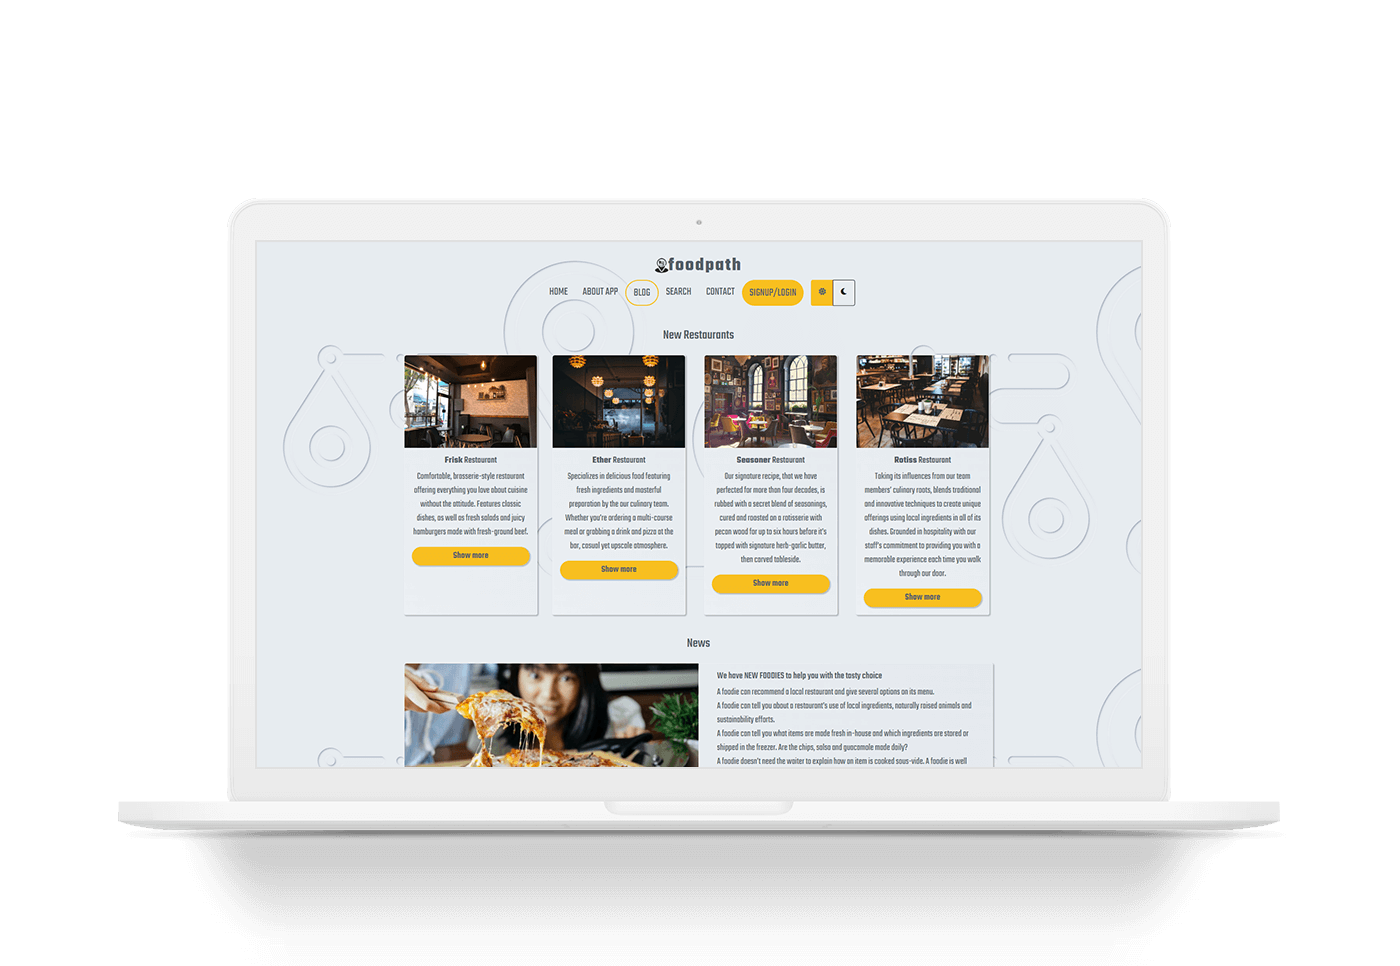 foodpath
HOME ABOUT APP BLOG SEARCH CONTACT SIGNUP/LOGIN
New Restaurants
Frisk Restaurant
Comfortable, brasserie-style restaurant
offering everything you love about cuisine
without the attitude. Features classic
dishes, as well as fresh salads and juicy
hamburgers made with fresh-ground beef.
Show more
Ether Restaurant
Specializes in delicious food featuring
fresh ingredients and masterful
preparation by the our culinary team.
Whether you're ordering a multi-course
meal or grabbing a drink and pizza at the
bar, casual yet upscale atmosphere.
Show more
Seasoner Restaurant
Our signature recipe, that we have
perfected for more than four decades, is
rubbed with a secret blend of seasonings,
cured and roasted on a rotisserie with
pecan wood for up to six hours before it's
topped with signature herb-garlic butter,
then carved tableside.
Show more
Rotiss Restaurant
Taking its influences from our team
members' culinary roots, blends traditional
and innovative techniques to create unique
offerings using local ingredients in all of its
dishes. Grounded in hospitality with our
staff's commitment to providing you with a
memorable experience each time you walk
through our door.
Show more
News
We have NEW FOODIES to help you with the tasty choice
A foodie can recommend a local restaurant and give several options on its menu.
A foodie can tell you about a restaurant's use of local ingredients, naturally raised animals and
sustainability efforts.
A foodie can tell you what items are made fresh in-house and which ingredients are stored or
shipped in the freezer. Are the chips, salsa and guacamole made daily?
A foodie doesn't need the waiter to explain how an item is cooked sous-vide. A foodie is well